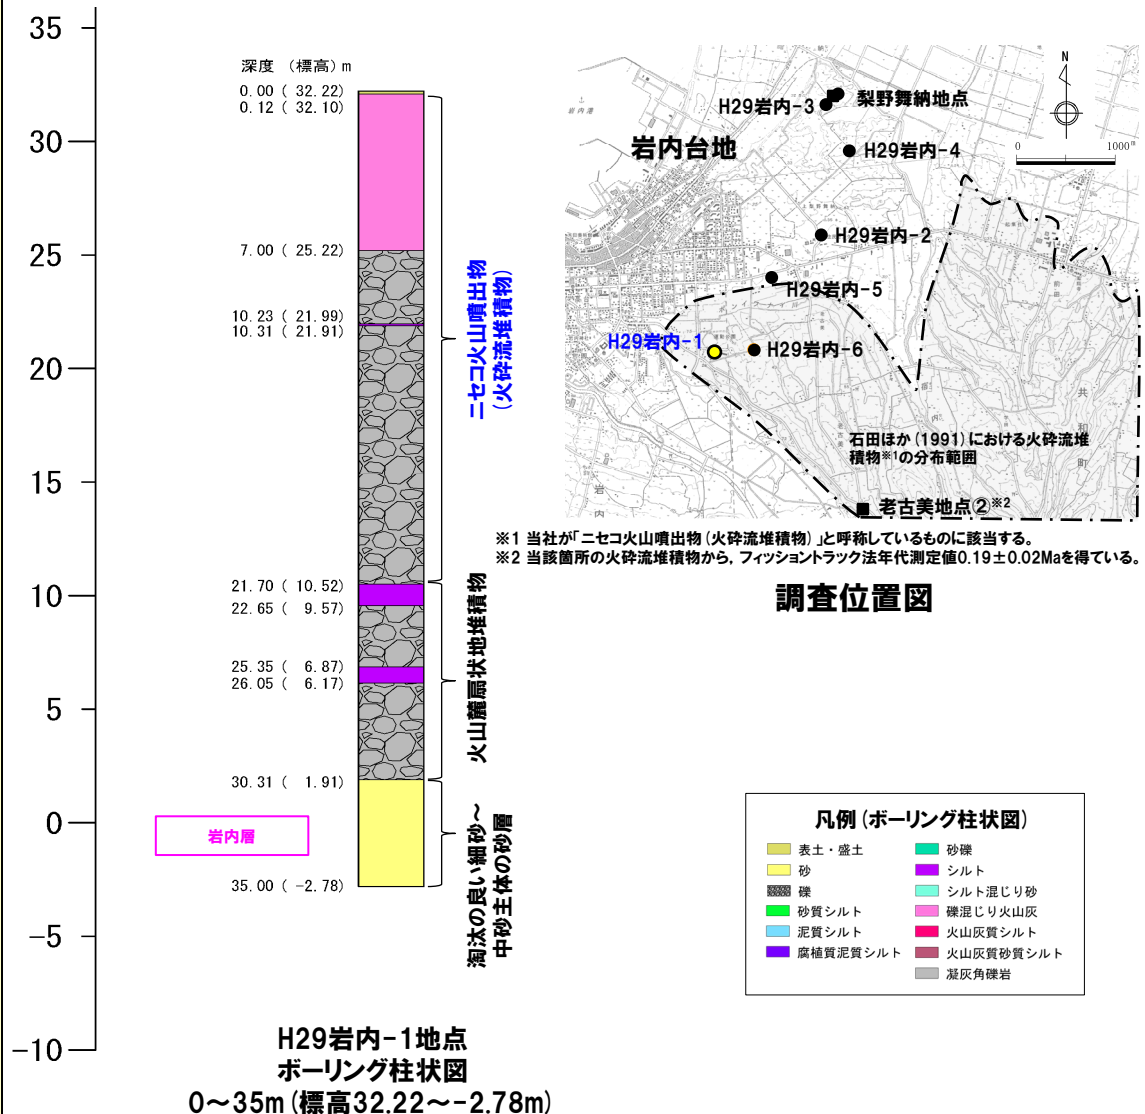 35
30
25
20
15
10
5
0
-5
-10
深度 (標高) m
0.00 ( 32.22)
0.12 ( 32.10)
7.00 ( 25.22)
10.23 ( 21.99)
10.31 ( 21.91)
21.70 ( 10.52)
22.65 ( 9.57)
25.35 ( 6.87)
26.05 ( 6.17)
30.31 ( 1.91)
35.00 ( -2.78)
岩内層
ニセコ火山噴出物
(火砕流堆積物)
火山麓扇状地堆積物
淘汰の良い細砂～
中砂主体の砂層
H29岩内-1地点
ボーリング柱状図
0～35m(標高32.22～-2.78m)
N
0 1000m
梨野舞納地点
H29岩内-3
岩内台地
H29岩内-4
H29岩内-2
H29岩内-5
H29岩内-1
H29岩内-6
共和町
岩内
石田ほか(1991)における火砕流堆
積物※1の分布範囲
老古美地点②※2
※1 当社が「ニセコ火山噴出物(火砕流堆積物)」と呼称しているものに該当する。
※2 当該箇所の火砕流堆積物から，フィッショントラック法年代測定値0.19±0.02Maを得ている。
調査位置図
凡例(ボーリング柱状図)
表土・盛土
砂
礫
砂質シルト
泥質シルト
腐植質泥質シルト
砂礫
シルト
シルト混じり砂
礫混じり火山灰
火山灰質シルト
火山灰質砂質シルト
凝灰角礫岩